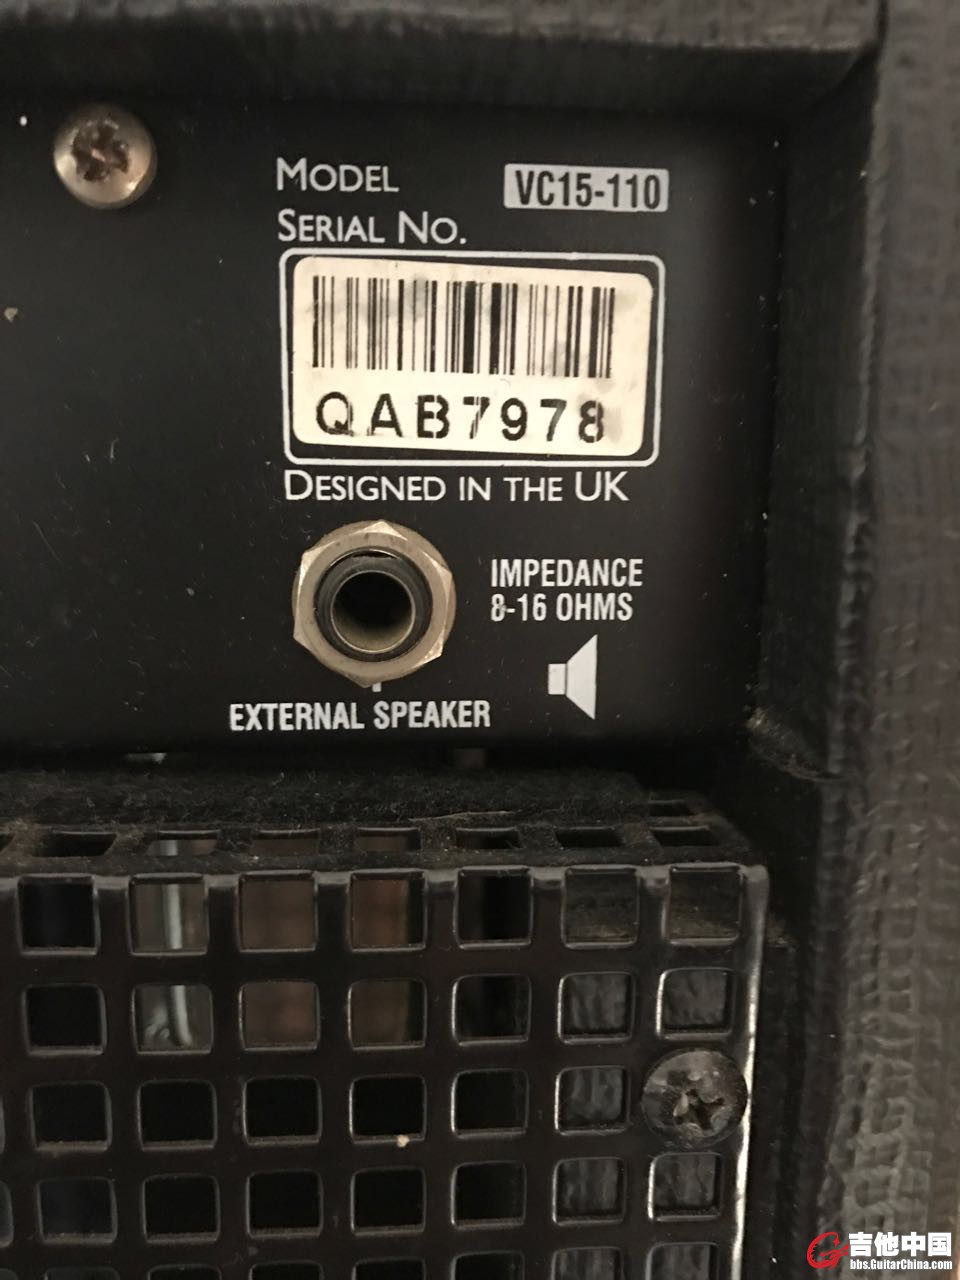 MODEL VC15-110
SERIAL NO.
QAB7978
DESIGNED IN THE UK
IMPEDANCE
8-16 OHMS
EXTERNAL SPEAKER
吉他中国
bbs.GuitarChina.com